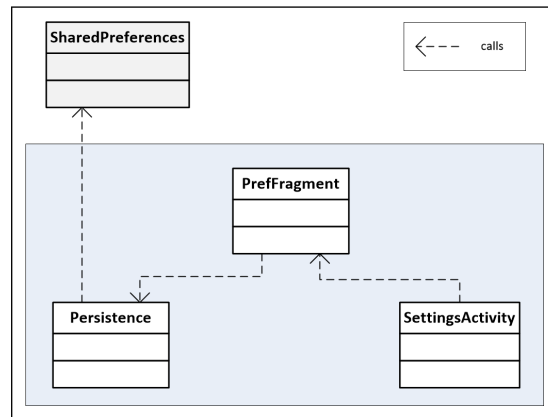 SharedPreferences
calls
PrefFragment
Persistence
SettingsActivity